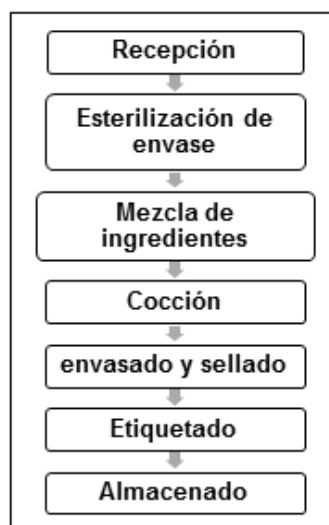 Recepción
Esterilización de
envase
Mezcla de
ingredientes
Cocción
envasado y sellado
Etiquetado
Almacenado